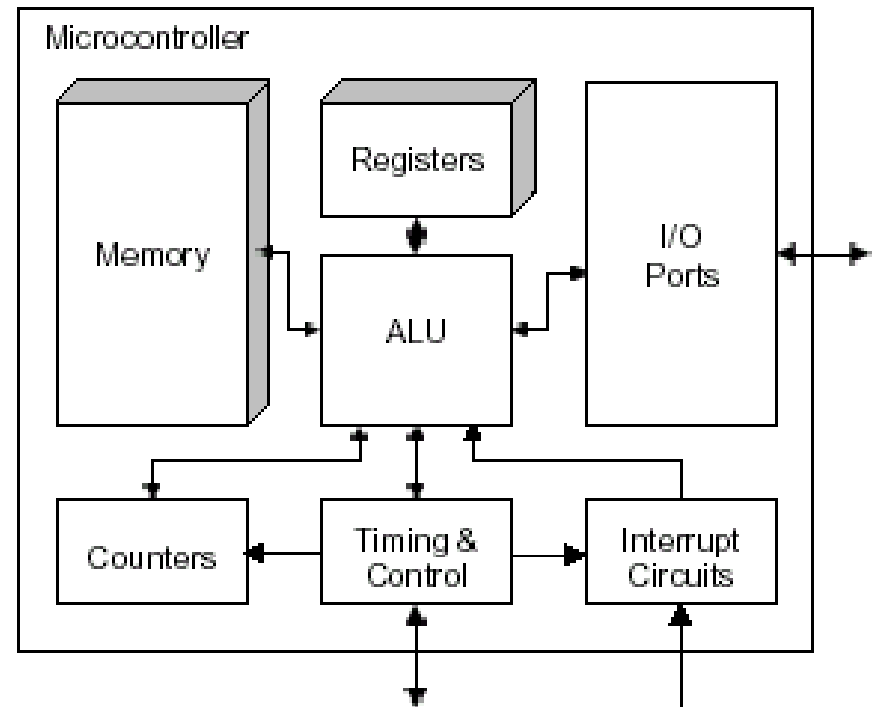 Microcontroller
Memory
Registers
I/O
Ports
ALU
Counters
Timing &
Control
Interrupt
Circuits